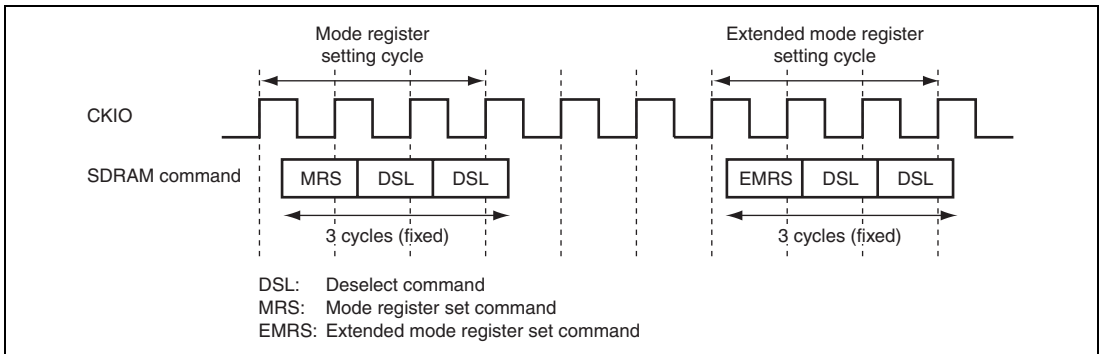 Mode register
setting cycle
Extended mode register
setting cycle
CKIO
SDRAM command
MRS DSL DSL
EMRS DSL DSL
3 cycles (fixed)
3 cycles (fixed)
DSL: Deselect command
MRS: Mode register set command
EMRS: Extended mode register set command